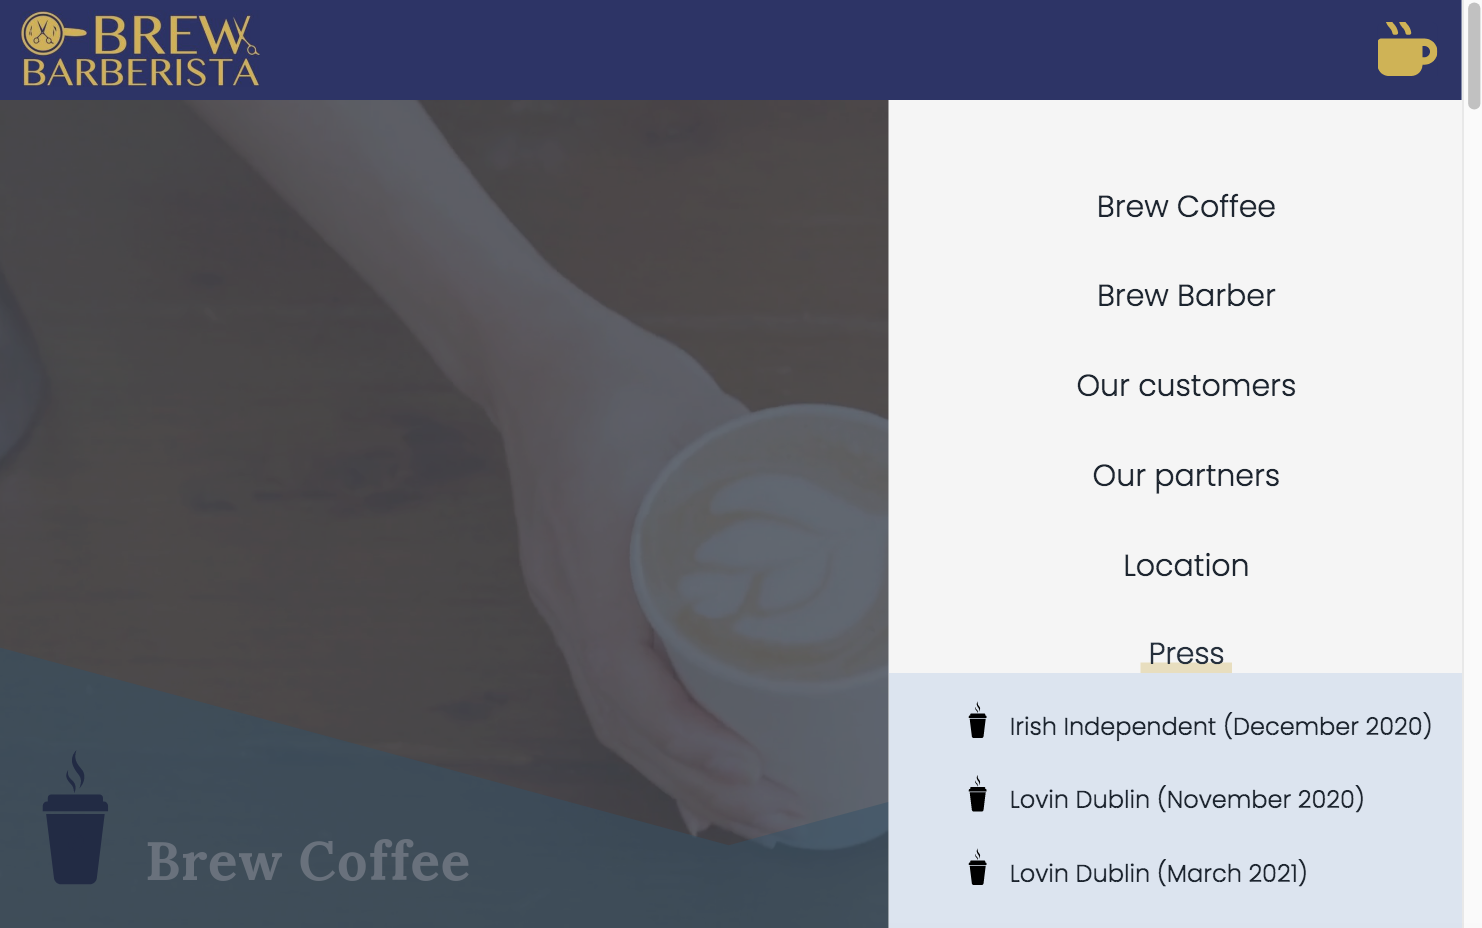 BREW
BARBERISTA
Brew Coffee
Brew Barber
Our customers
Our partners
Location
Press
Irish Independent (December 2020)
Lovin Dublin (November 2020)
Lovin Dublin (March 2021)
Brew Coffee